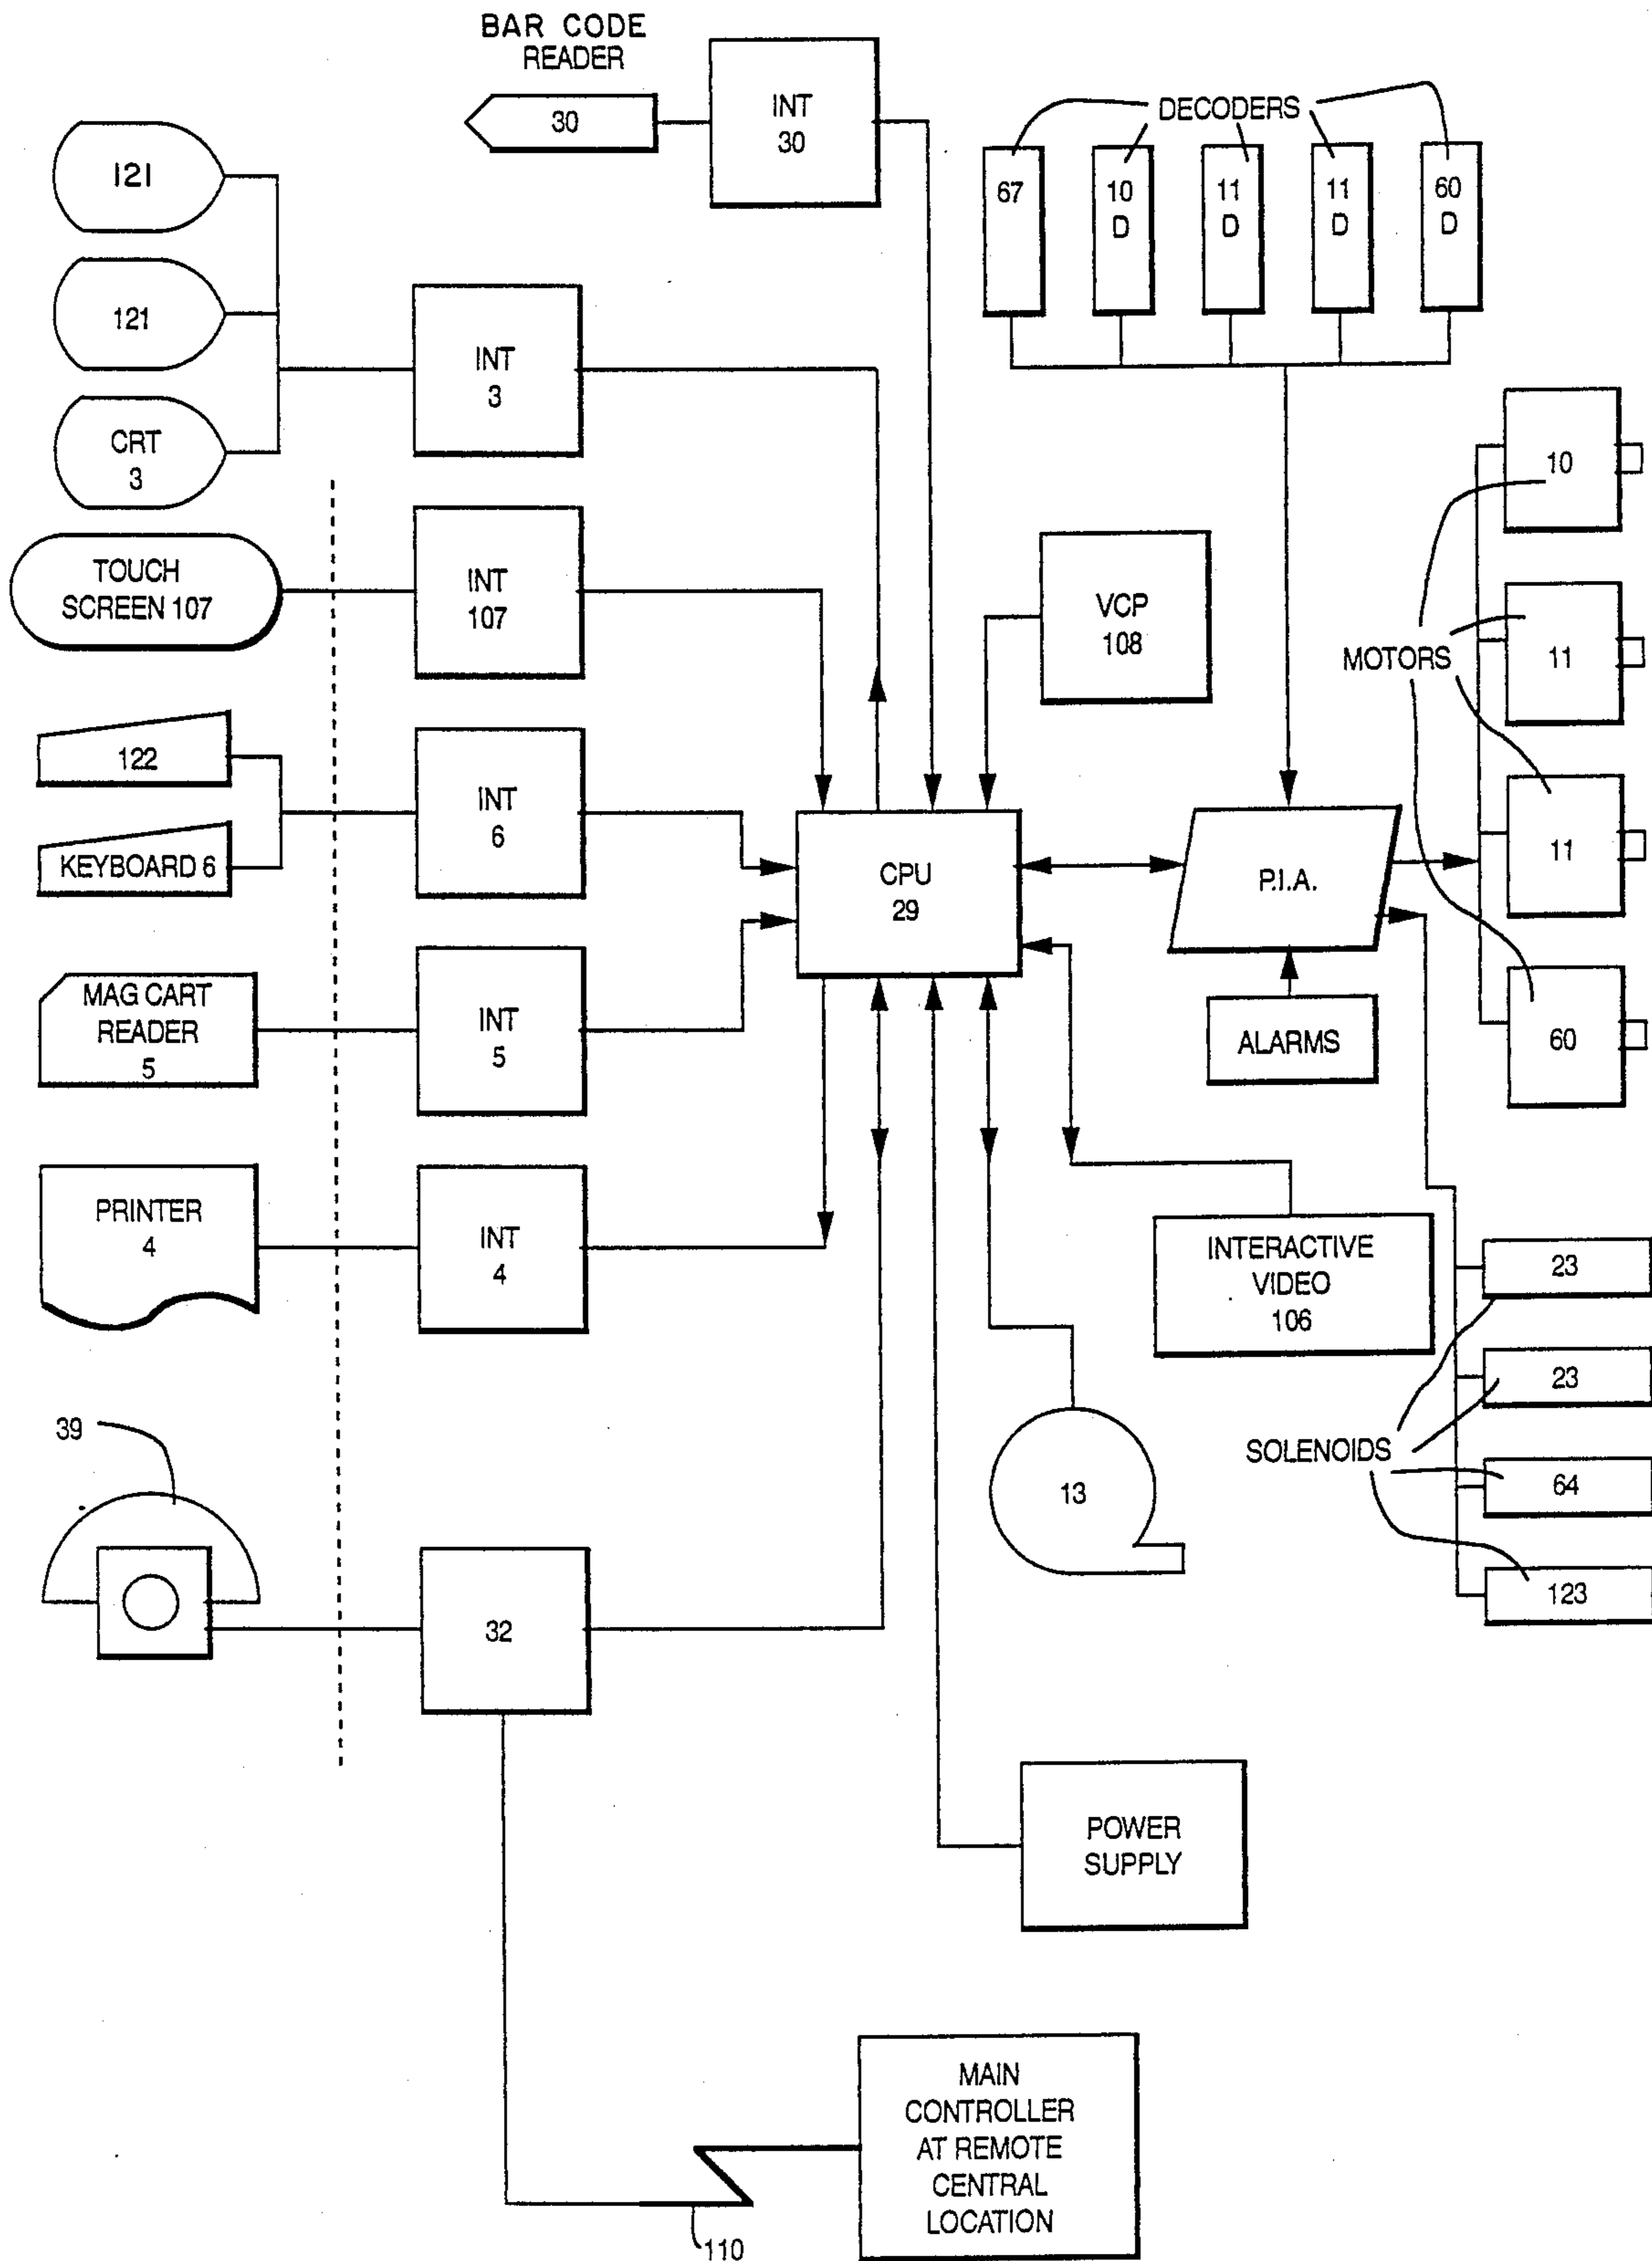 BAR CODE
READER
30
INT
30
DECODERS
67
10
D
11
D
11
D
60
D
121
121
CRT
3
INT
3
TOUCH
SCREEN 107
INT
107
VCP
108
10
MOTORS
11
11
60
122
KEYBOARD 6
INT
6
CPU
29
P.I.A.
ALARMS
MAG CART
READER
5
INT
5
PRINTER
4
INT
4
INTERACTIVE
VIDEO
106
23
23
SOLENOIDS
64
123
39
13
32
POWER
SUPPLY
MAIN
CONTROLLER
AT REMOTE
CENTRAL
LOCATION
110